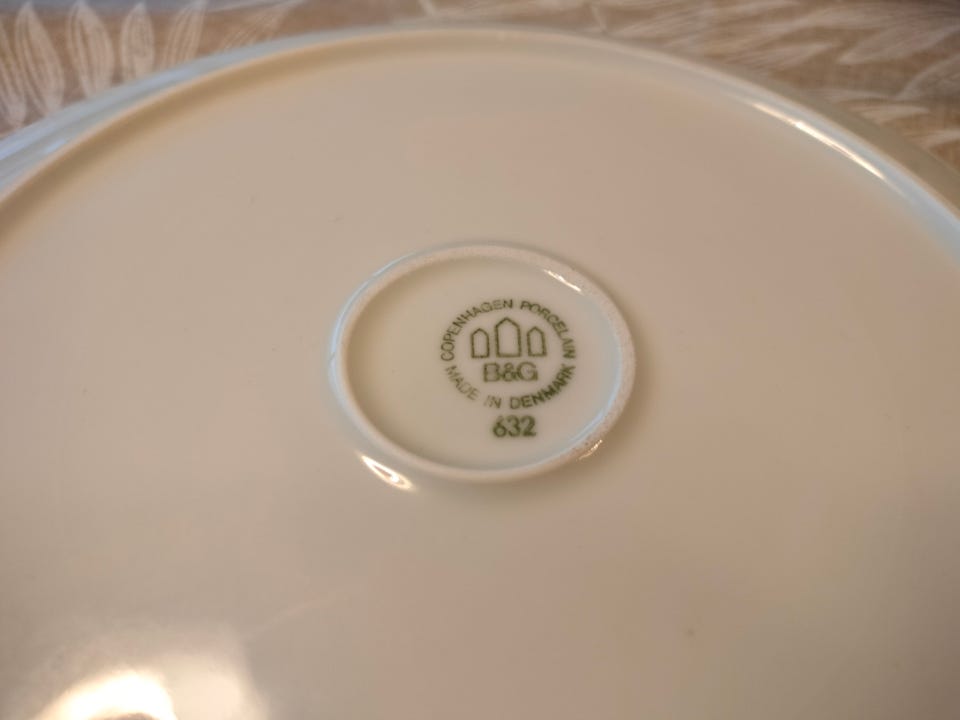 COPENHAGEN PORCELAIN
B&G
MADE IN DENMARK
632